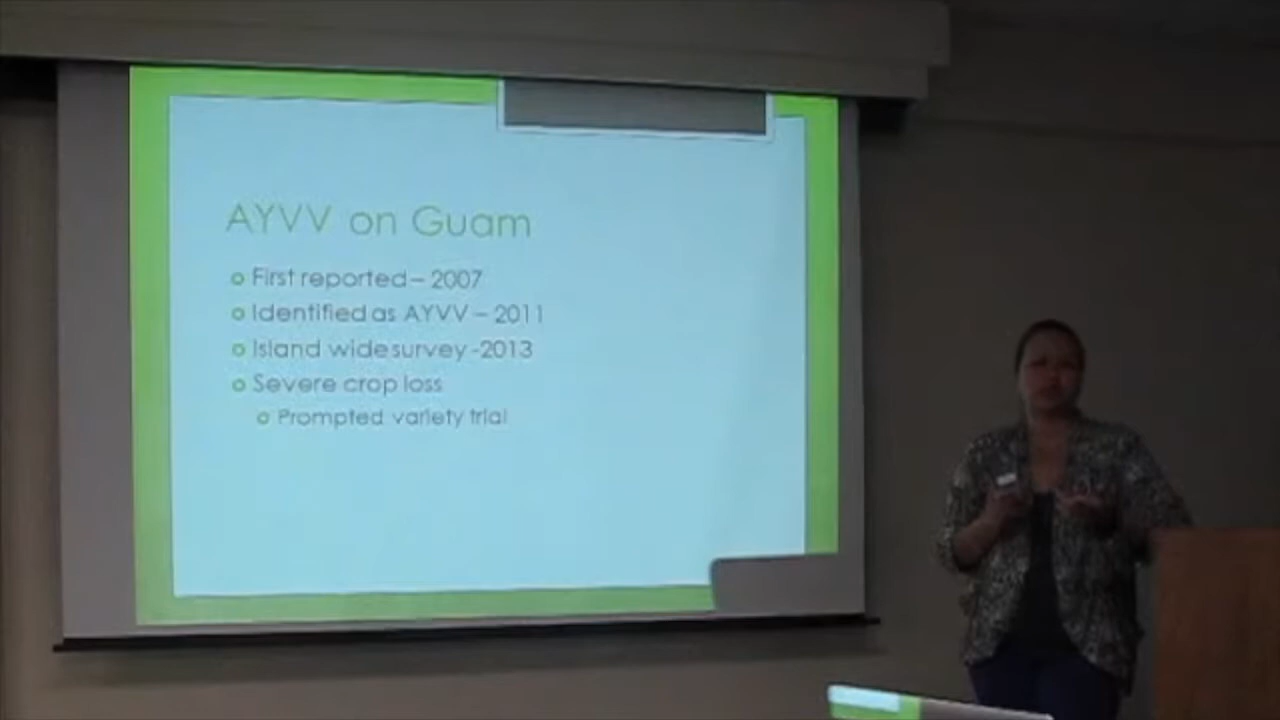 AYVV on Guam
First reported – 2007
Identified as AYVV – 2011
Island wide survey -2013
Severe crop loss
Prompted variety trial